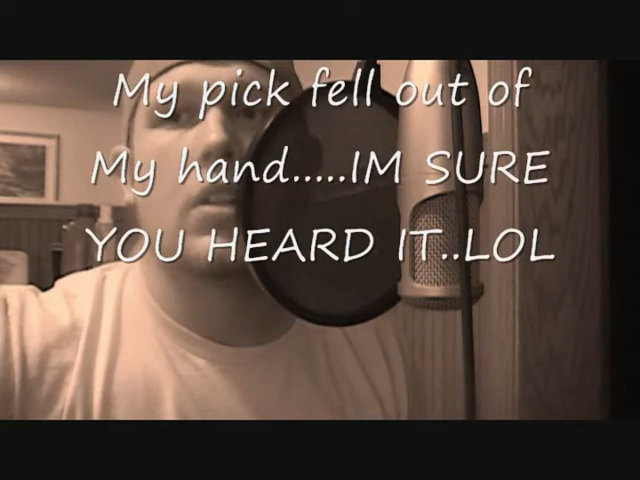 My pick fell out of
My hand.....IM SURE
YOU HEARD IT..LOL